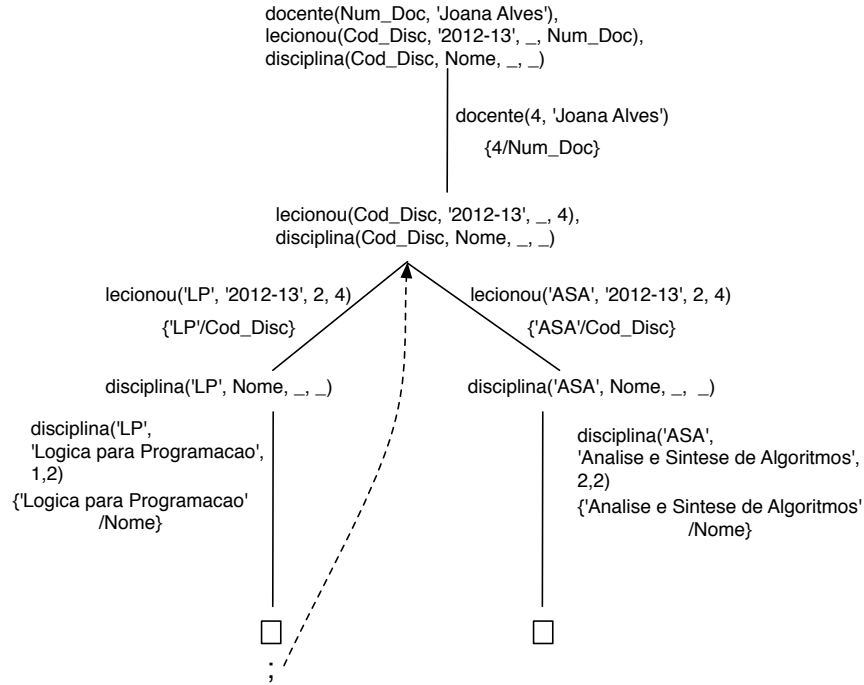 docente(Num_Doc, 'Joana Alves'),
lecionou(Cod_Disc, '2012-13', _, Num_Doc),
disciplina(Cod_Disc, Nome, _, _)
docente(4, 'Joana Alves')
{4/Num_Doc}
lecionou(Cod_Disc, '2012-13', _, 4),
disciplina(Cod_Disc, Nome, _, _)
lecionou('LP', '2012-13', 2, 4)
{'LP'/Cod_Disc}
lecionou('ASA', '2012-13', 2, 4)
{'ASA'/Cod_Disc}
disciplina('LP', Nome, _, _)
disciplina('ASA', Nome, _, _)
disciplina('LP',
'Logica para Programacao',
1,2)
{'Logica para Programacao'
/Nome}
disciplina('ASA',
'Analise e Sintese de Algoritmos',
2,2)
{'Analise e Sintese de Algoritmos'
/Nome}
;